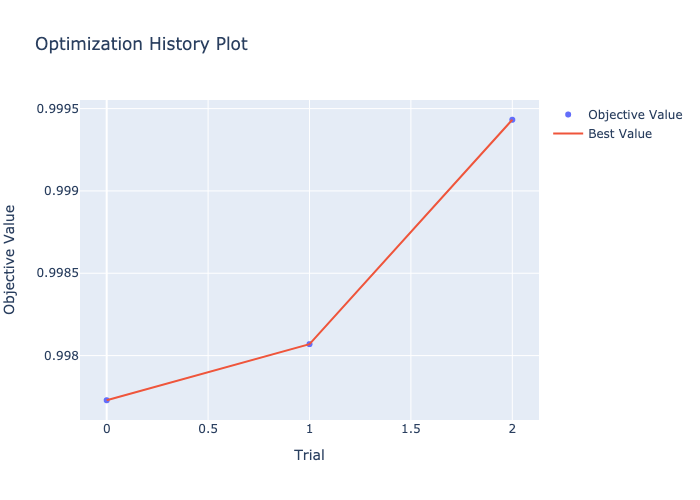 Optimization History Plot
0.9995
0.999
0.9985
0.998
Objective Value
0
0.5
1
1.5
2
Trial
Objective Value
Best Value